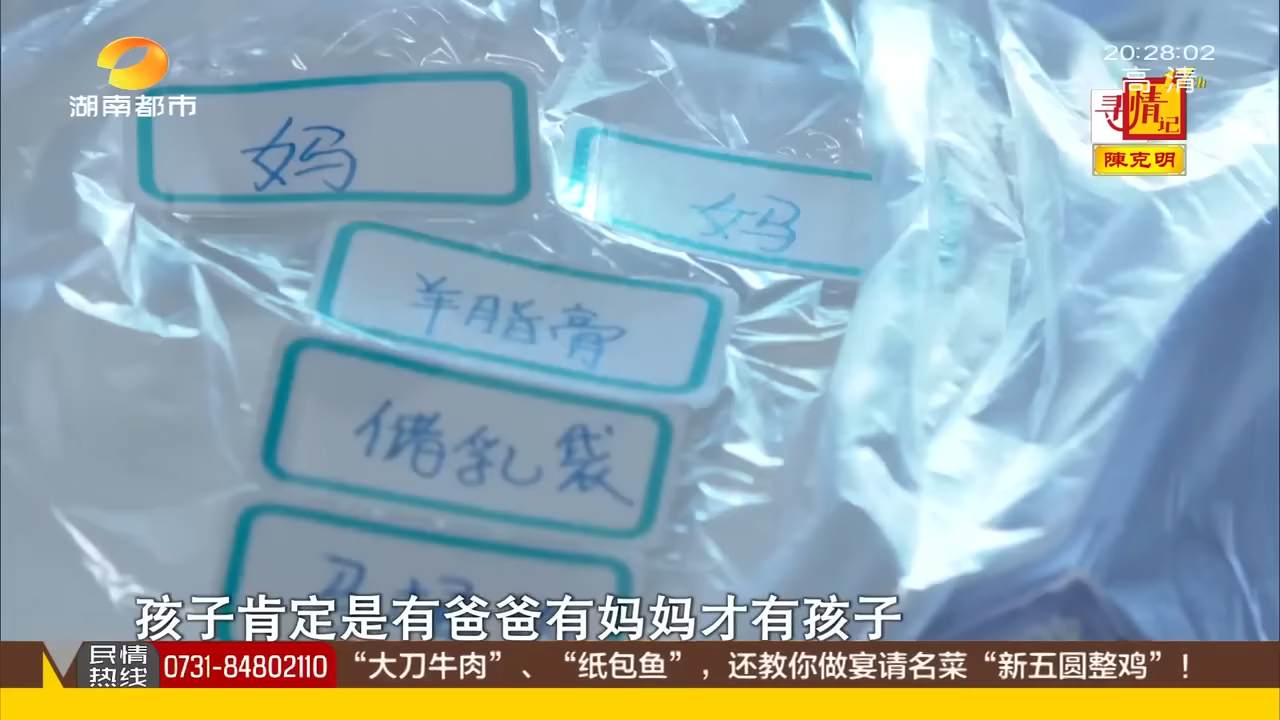 湖南都市
20:28:02
高清
寻情记
陳克明
妈
妈
羊脂膏
储乳袋
孩子肯定是有爸爸有妈妈才有孩子
民情热线
0731-84802110
“大刀牛肉”、“纸包鱼”，还教你做宴请名菜“新五圆整鸡”！